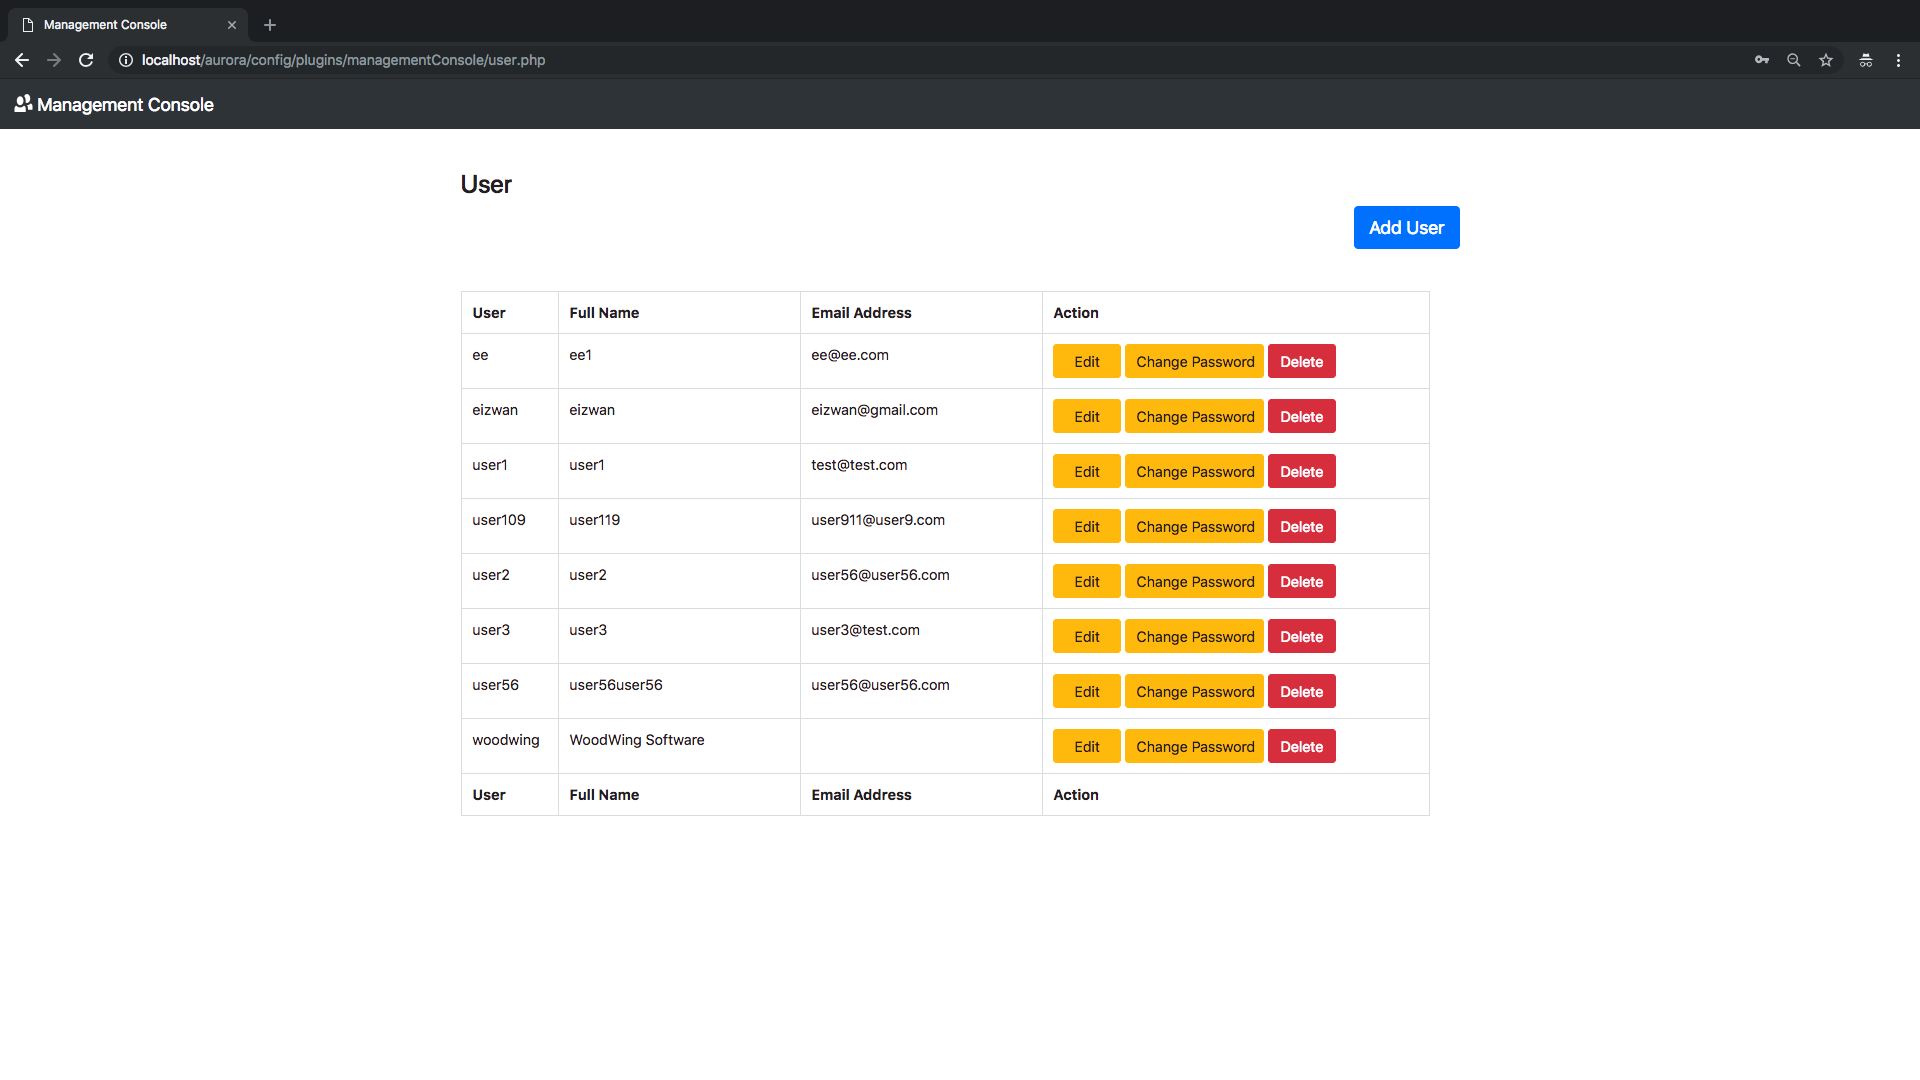 Management Console
localhost/aurora/config/plugins/managementConsole/user.php
Management Console
User
Add User
User Full Name Email Address Action
ee ee1 ee@ee.com Edit Change Password Delete
eizwan eizwan eizwan@gmail.com Edit Change Password Delete
user1 user1 test@test.com Edit Change Password Delete
user109 user119 user911@user9.com Edit Change Password Delete
user2 user2 user56@user56.com Edit Change Password Delete
user3 user3 user3@test.com Edit Change Password Delete
user56 user56user56 user56@user56.com Edit Change Password Delete
woodwing WoodWing Software Edit Change Password Delete
User Full Name Email Address Action